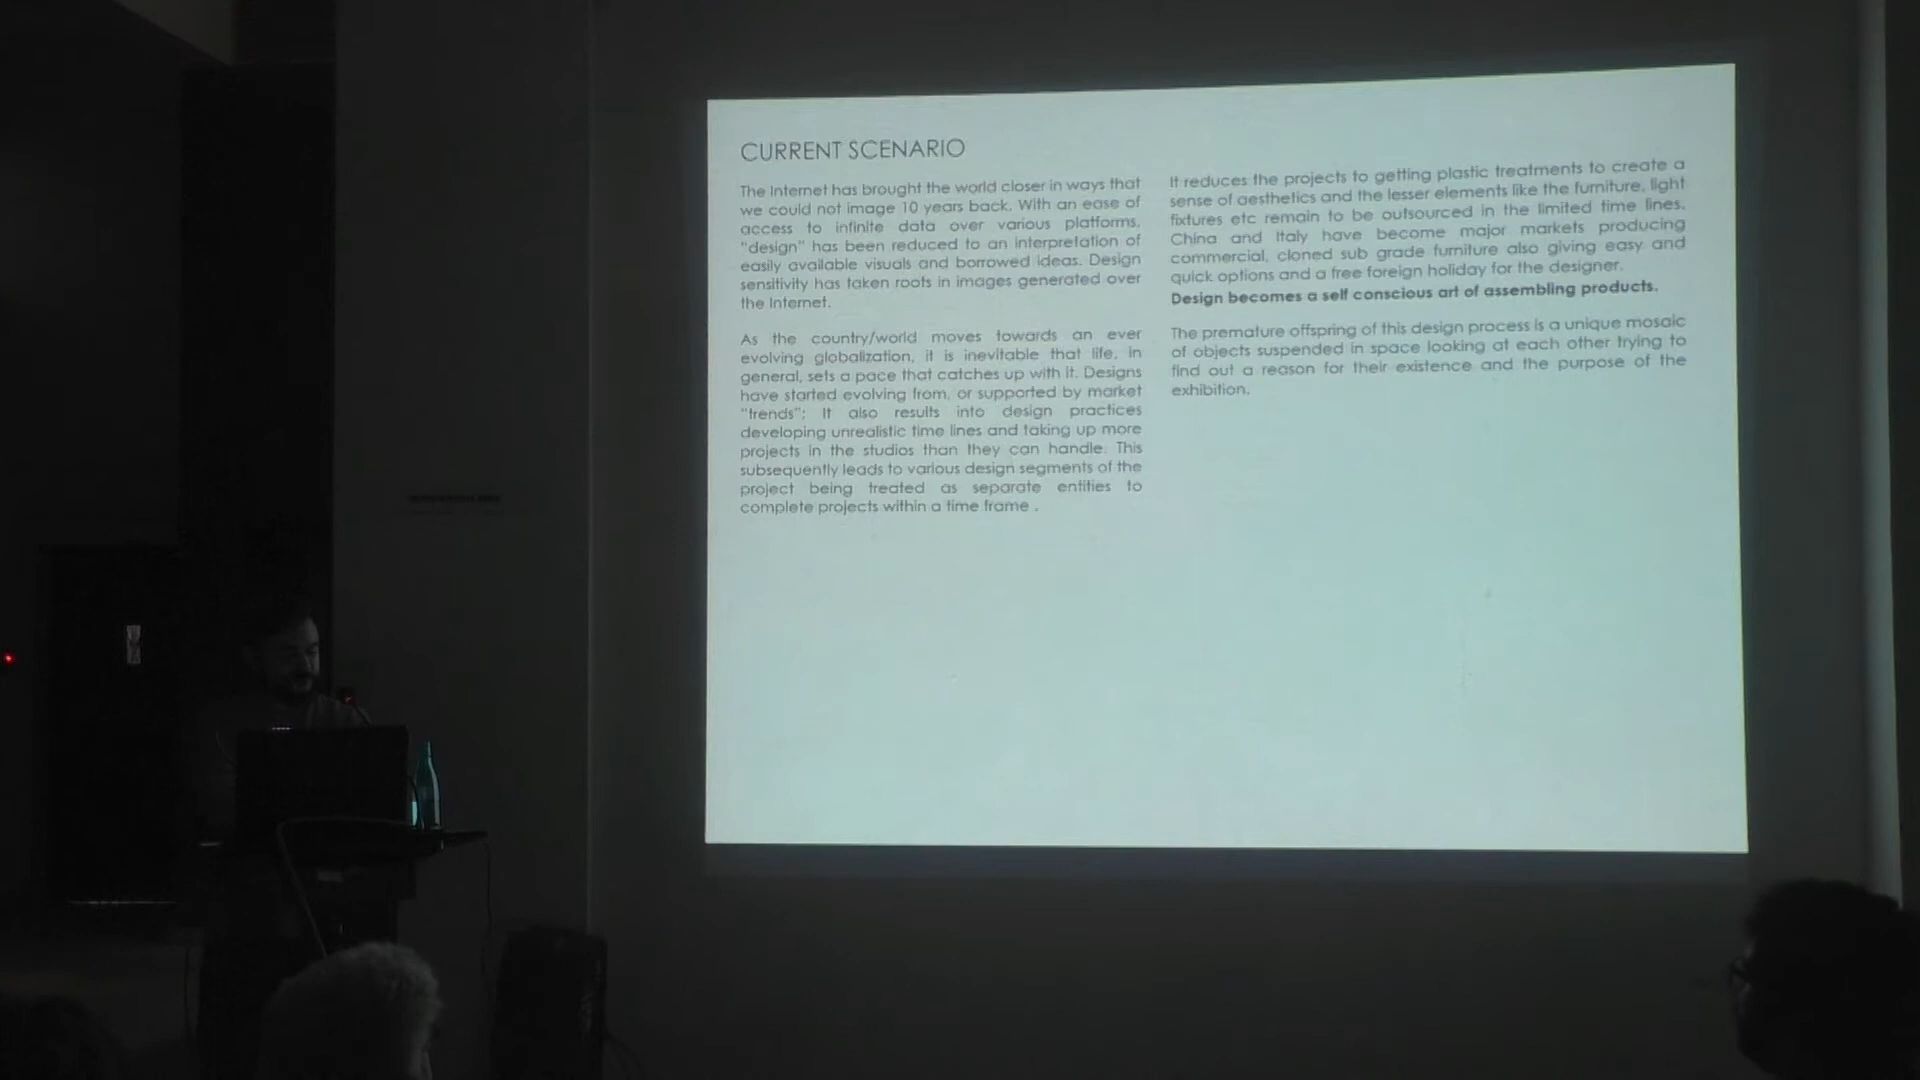 CURRENT SCENARIO
The Internet has brought the world closer in ways that
we could not image 10 years back. With an ease of
access to infinite data over various platforms,
"design" has been reduced to an interpretation of
easily available visuals and borrowed ideas. Design
sensitivity has taken roots in images generated over
the Internet.
As the country/world moves towards an ever
evolving globalization, it is inevitable that life, in
general, sets a pace that catches up with it. Designs
have started evolving from, or supported by market
"trends"; It also results into design practices
developing unrealistic time lines and taking up more
projects in the studios than they can handle. This
subsequently leads to various design segments of the
project being treated as separate entities to
complete projects within a time frame .
It reduces the projects to getting plastic treatments to create a
sense of aesthetics and the lesser elements like the furniture, light
fixtures etc remain to be outsourced in the limited time lines.
China and Italy have become major markets producing
commercial, cloned sub grade furniture also giving easy and
quick options and a free foreign holiday for the designer.
Design becomes a self conscious art of assembling products.
The premature offspring of this design process is a unique mosaic
of objects suspended in space looking at each other trying to
find out a reason for their existence and the purpose of the
exhibition.